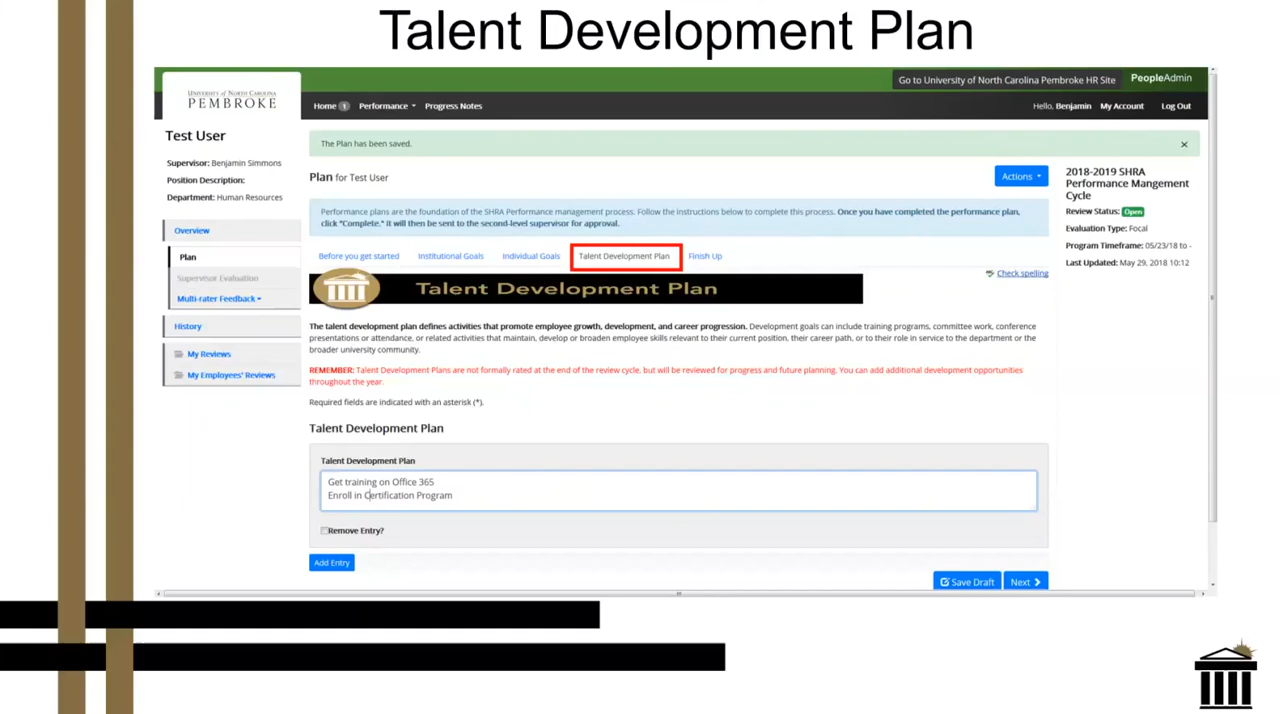 Talent Development Plan
Go to University of North Carolina Pembroke HR Site
PeopleAdmin
UNIVERSITY OF NORTH CAROLINA
PEMBROKE
Home 1 Performance Progress Notes
Hello, Benjamin My Account Log Out
Test User
Supervisor: Benjamin Simmons
Position Description:
Department: Human Resources
Overview
Plan
Supervisor Evaluation
Multi-rater Feedback
History
My Reviews
My Employees' Reviews
The Plan has been saved.
×
Plan for Test User
Actions
Performance plans are the foundation of the SHRA Performance management process. Follow the instructions below to complete this process. Once you have completed the performance plan,
click "Complete." it will then be sent to the second-level supervisor for approval.
Before you get started Institutional Goals Individual Goals Talent Development Plan Finish Up
Check spelling
Talent Development Plan
The talent development plan defines activities that promote employee growth, development, and career progression. Development goals can include training programs, committee work, conference
presentations or attendance, or related activities that maintain, develop or broaden employee skills relevant to their current position, their career path, or to their role in service to the department or the
broader university community.
REMEMBER: Talent Development Plans are not formally rated at the end of the review cycle, but will be reviewed for progress and future planning. You can add additional development opportunities
throughout the year.
Required fields are indicated with an asterisk (*).
Talent Development Plan
Talent Development Plan
Get training on Office 365
Enroll in Certification Program
Remove Entry?
Add Entry
Save Draft
Next
2018-2019 SHRA
Performance Mangement
Cycle
Review Status: Open
Evaluation Type: Focal
Program Timeframe: 05/23/18 to -
Last Updated: May 29, 2018 10:12